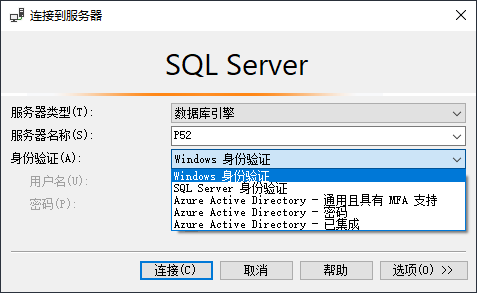 连接到服务器
SQL Server
服务器类型(T):
数据库引擎
服务器名称(S):
P52
身份验证(A):
Windows 身份验证
Windows 身份验证
SQL Server 身份验证
Azure Active Directory - 通用且具有 MFA 支持
用户名(U):
Azure Active Directory - 密码
密码(P):
Azure Active Directory - 已集成
连接(C)
取消
帮助
选项(O) >>